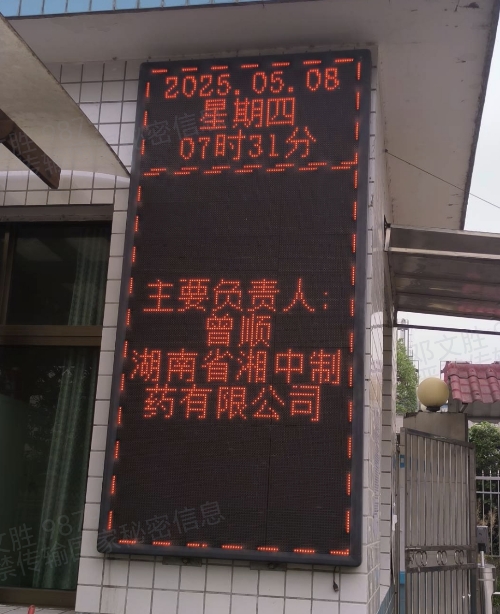 2025.05.08
星期四
07时31分
主要负责人:
曾顺
湖南省湘中制
药有限公司